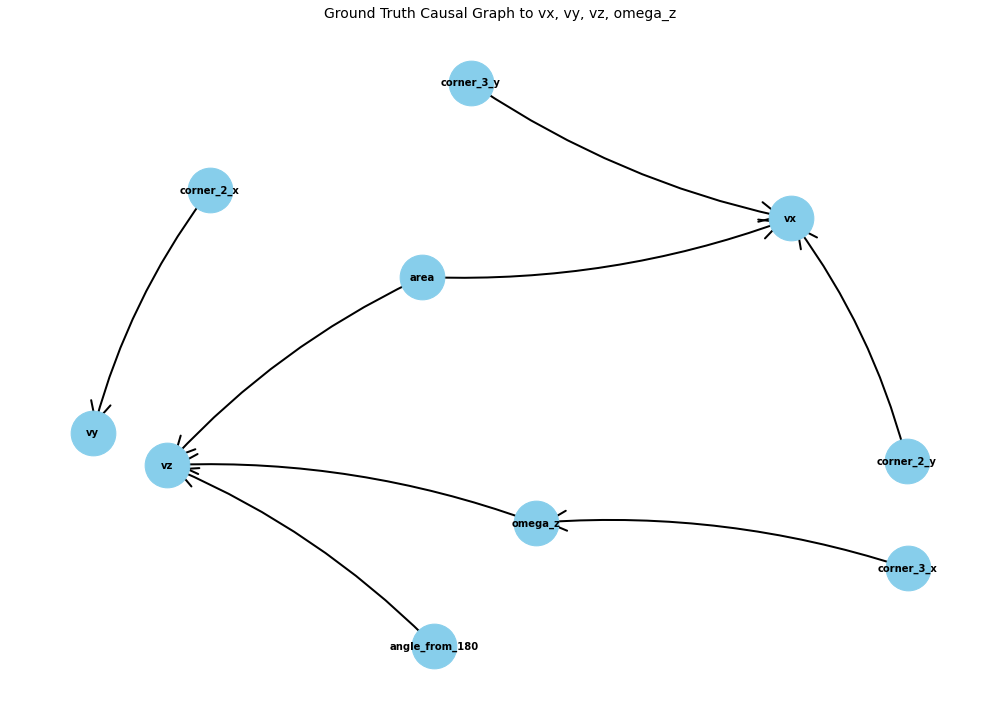 Ground Truth Causal Graph to vx, vy, vz, omega_z
corner_3_y
corner_2_x
vx
area
vy
vz
corner_2_y
omega_z
corner_3_x
angle_from_180